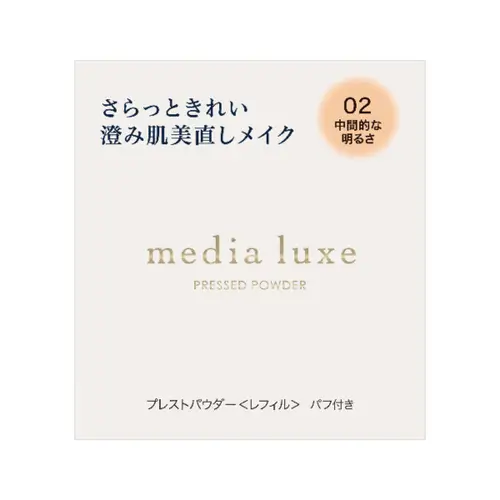 さらっときれい
澄み肌美直しメイク
02
中間的な
明るさ
media luxe
PRESSED POWDER
プレストパウダー＜レフィル＞ パフ付き